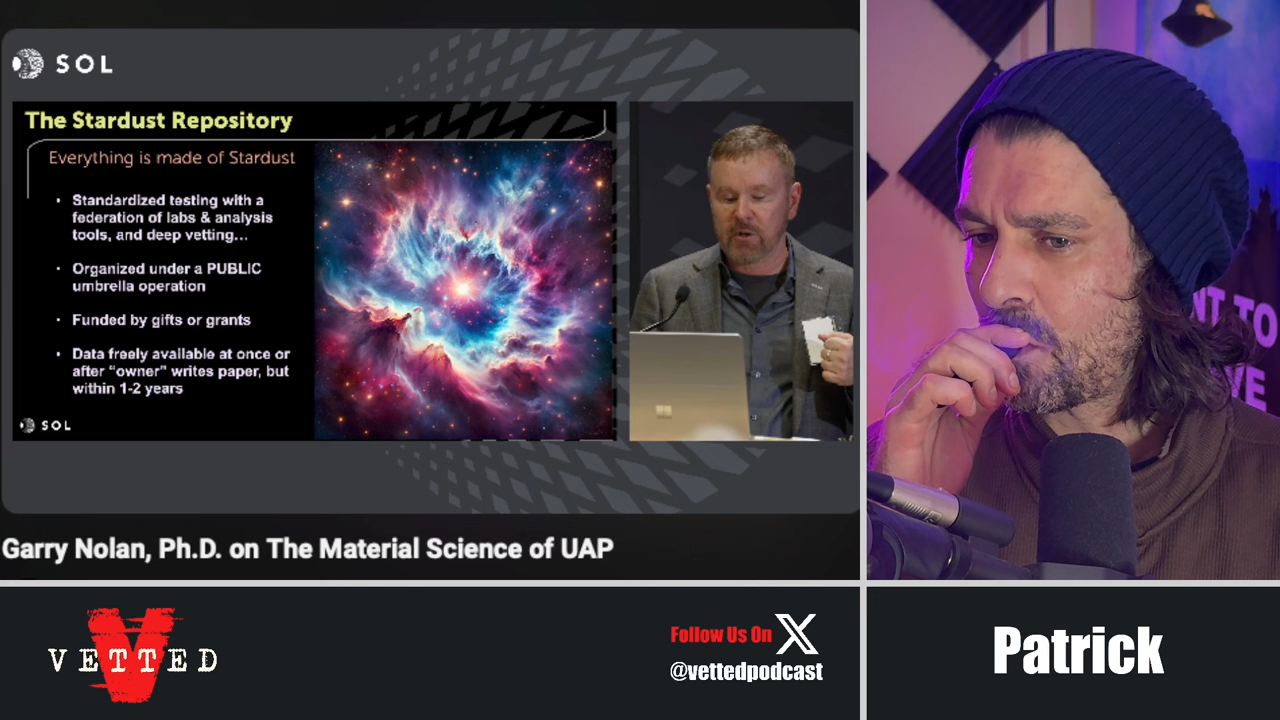 SOL
The Stardust Repository
Everything is made of Stardust
• Standardized testing with a
federation of labs & analysis
tools, and deep vetting...
• Organized under a PUBLIC
umbrella operation
• Funded by gifts or grants
• Data freely available at once or
after “owner” writes paper, but
within 1-2 years
SOL
NT TO
VE
Garry Nolan, Ph.D. on The Material Science of UAP
VETTED
Follow Us On X
@vettedpodcast
Patrick